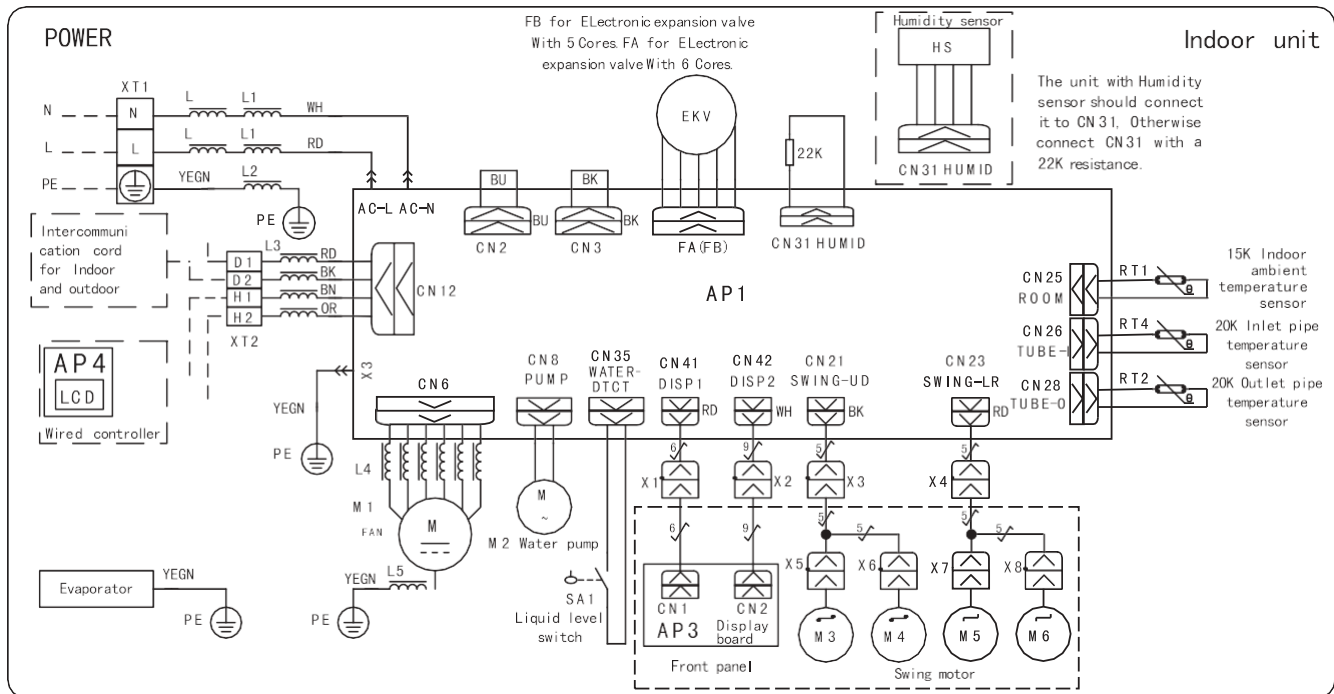 POWER
Indoor unit
FB for ELectronic expansion valve
With 5 Cores. FA for ELectronic
expansion valve With 6 Cores.
Humidity sensor
HS
CN31 HUMID
The unit with Humidity
sensor should connect
it to CN31, Otherwise
connect CN31 with a
22K resistance.
XT1
N
N
L
L1
WH
L
L
L
L1
RD
PE
YEGN
L2
PE
AC-L
AC-N
BU
BU
CN2
BK
BK
CN3
EKV
FA(FB)
22K
CN31 HUMID
Intercommuni
cation cord
for Indoor
and outdoor
L3
D1
RD
D2
BK
H1
BN
H2
OR
XT2
CN12
AP1
CN25
ROOM
RT1
θ
15K Indoor
ambient
temperature
sensor
CN26
TUBE-I
RT4
θ
20K Inlet pipe
temperature
sensor
CN28
TUBE-O
RT2
θ
20K Outlet pipe
temperature
sensor
AP4
LCD
Wired controller
X3
YEGN
PE
CN6
CN8
PUMP
CN35
WATER-
DTCT
CN41
DISP1
RD
CN42
DISP2
WH
CN21
SWING-UD
BK
CN23
SWING-LR
RD
L4
M1
FAN
M
M
~
M2 Water pump
6
X1
9
X2
5
X3
5
X4
6
9
5
5
5
5
X5
X6
X7
X8
CN1
CN2
AP3
Display
board
Front panel
M3
M4
M5
M6
Swing motor
SA1
Liquid level
switch
YEGN
L5
PE
Evaporator
YEGN
PE